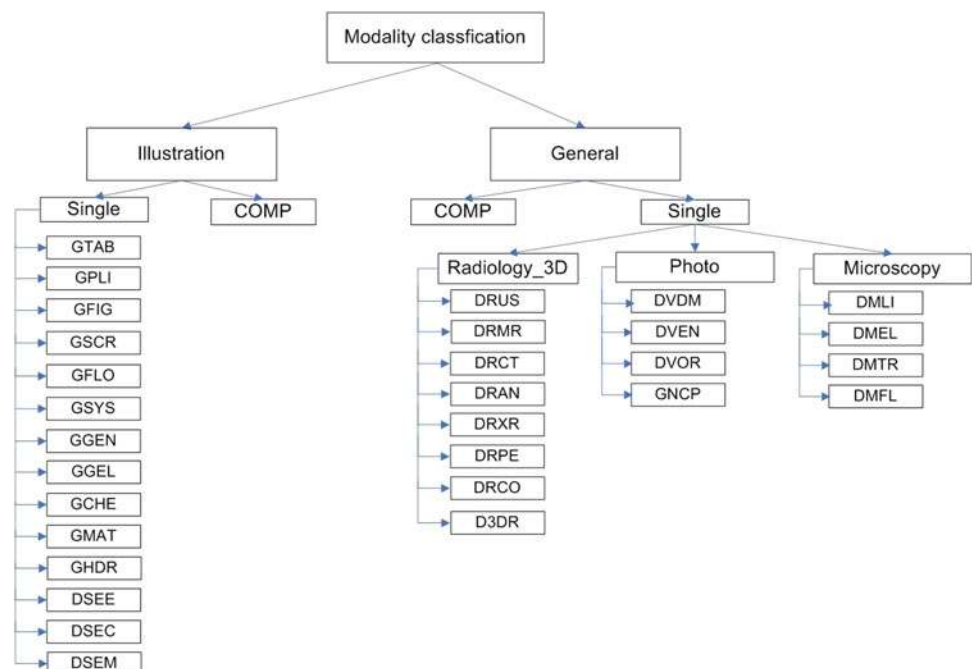 Modality classfication
Illustration
General
Single
COMP
COMP
Single
GTAB
GPLI
GFIG
GSCR
GFLO
GSYS
GGEN
GGEL
GCHE
GMAT
GHDR
DSEE
DSEC
DSEM
Radiology_3D
DRUS
DRMR
DRCT
DRAN
DRXR
DRPE
DRCO
D3DR
Photo
DVDM
DVEN
DVOR
GNCP
Microscopy
DMLI
DMEL
DMTR
DMFL